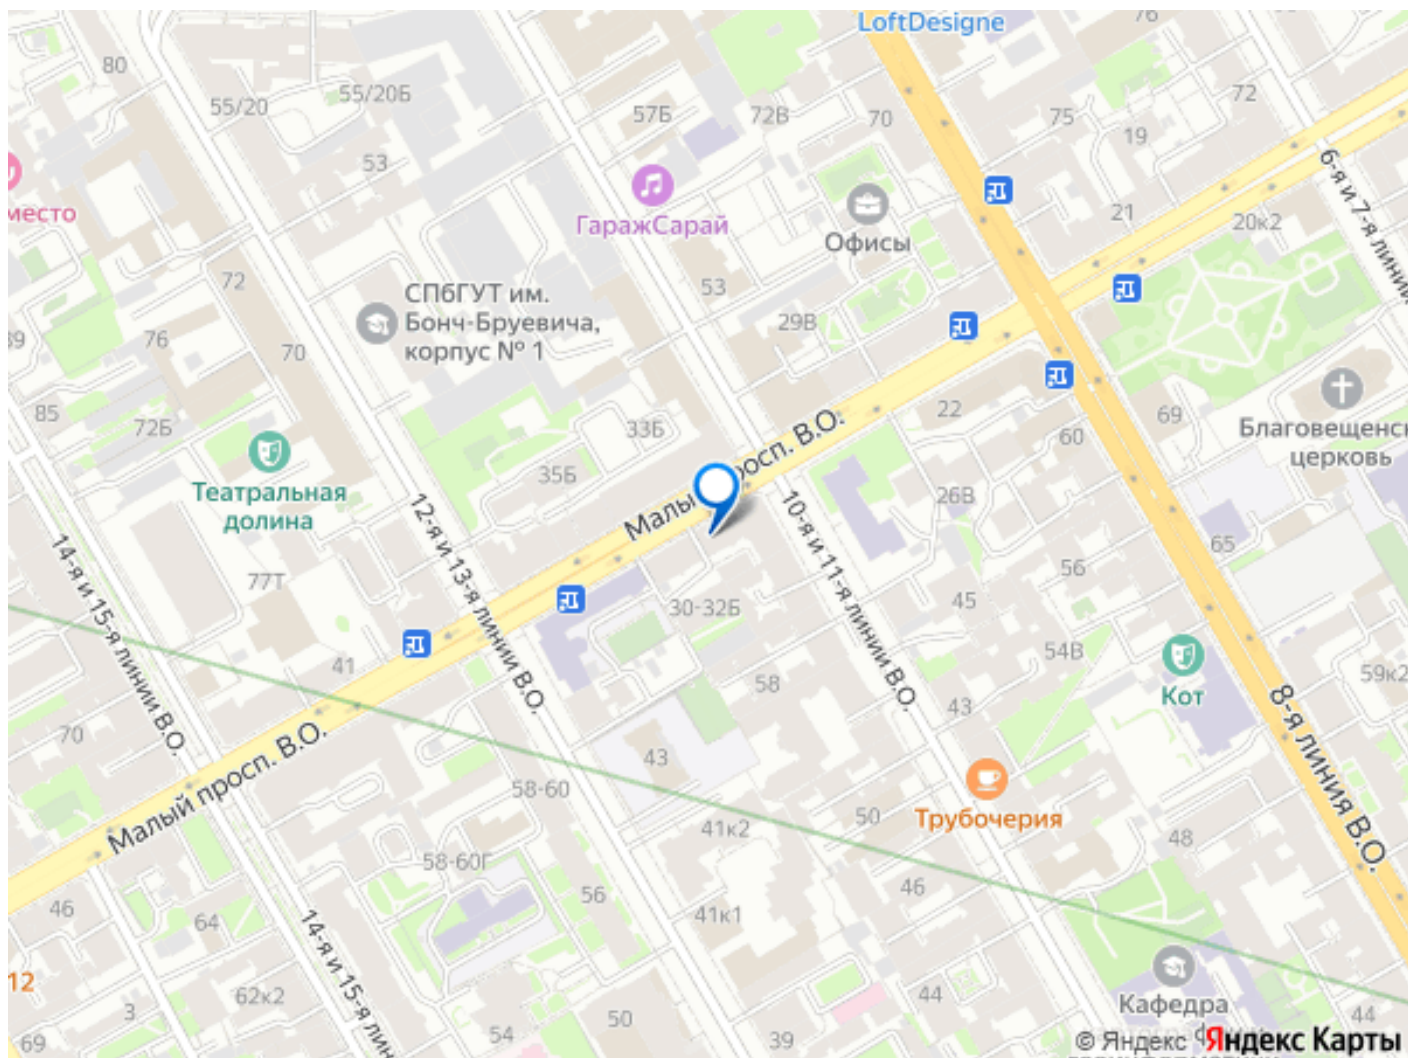 LoftDesigne
76
80
55/20
55/20Б
57Б
72В
70
75
72
19
53
6-я и 7-я линии
место
ГаражСарай
Офисы
21
20к2
72
СПбГУТ им.
Бонч-Бруевича,
корпус № 1
53
29В
39
76
70
85
72Б
33Б
22
69
60
Благовещенск
церковь
Малый просп. В.О.
35Б
Театральная
долина
26В
12-я и 13-я линии В.О.
10-я и 11-я линии В.О.
14-я и 15-я линии В.О.
77Т
65
56
30-32Б
45
54В
41
58
59к2
Кот
43
8-я линия В.О.
70
Малый просп. В.О.
43
58-60
Трубочерия
50
41к2
48
58-60Г
56
46
41к1
46
64
14-я и 15-я лин
12
62к2
3
44
Кафедра
50
44
54
39
69
© Яндекс Яндекс Карты